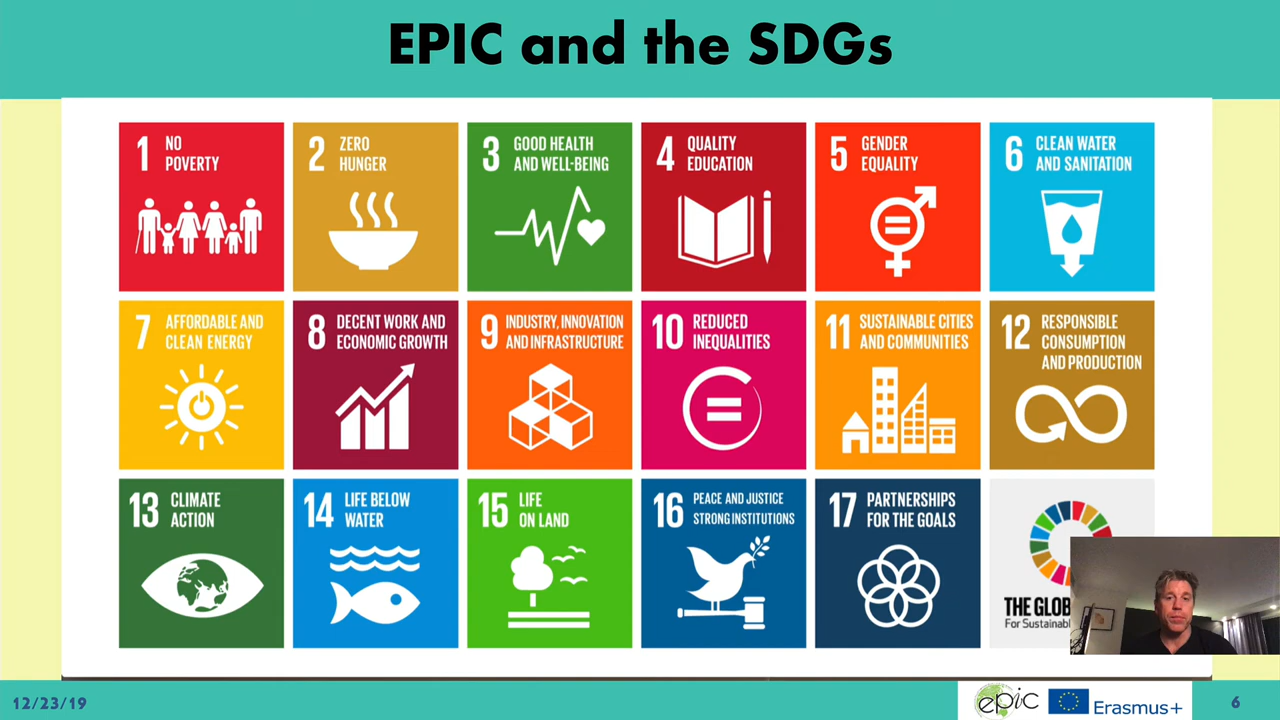 EPIC and the SDGs
1 NO
POVERTY
2 ZERO
HUNGER
3 GOOD HEALTH
AND WELL-BEING
4 QUALITY
EDUCATION
5 GENDER
EQUALITY
6 CLEAN WATER
AND SANITATION
7 AFFORDABLE AND
CLEAN ENERGY
8 DECENT WORK AND
ECONOMIC GROWTH
9 INDUSTRY, INNOVATION
AND INFRASTRUCTURE
10 REDUCED
INEQUALITIES
11 SUSTAINABLE CITIES
AND COMMUNITIES
12 RESPONSIBLE
CONSUMPTION
AND PRODUCTION
13 CLIMATE
ACTION
14 LIFE BELOW
WATER
15 LIFE
ON LAND
16 PEACE AND JUSTICE
STRONG INSTITUTIONS
17 PARTNERSHIPS
FOR THE GOALS
THE GLOB
For Sustainab
12/23/19
epic
Erasmus+
6